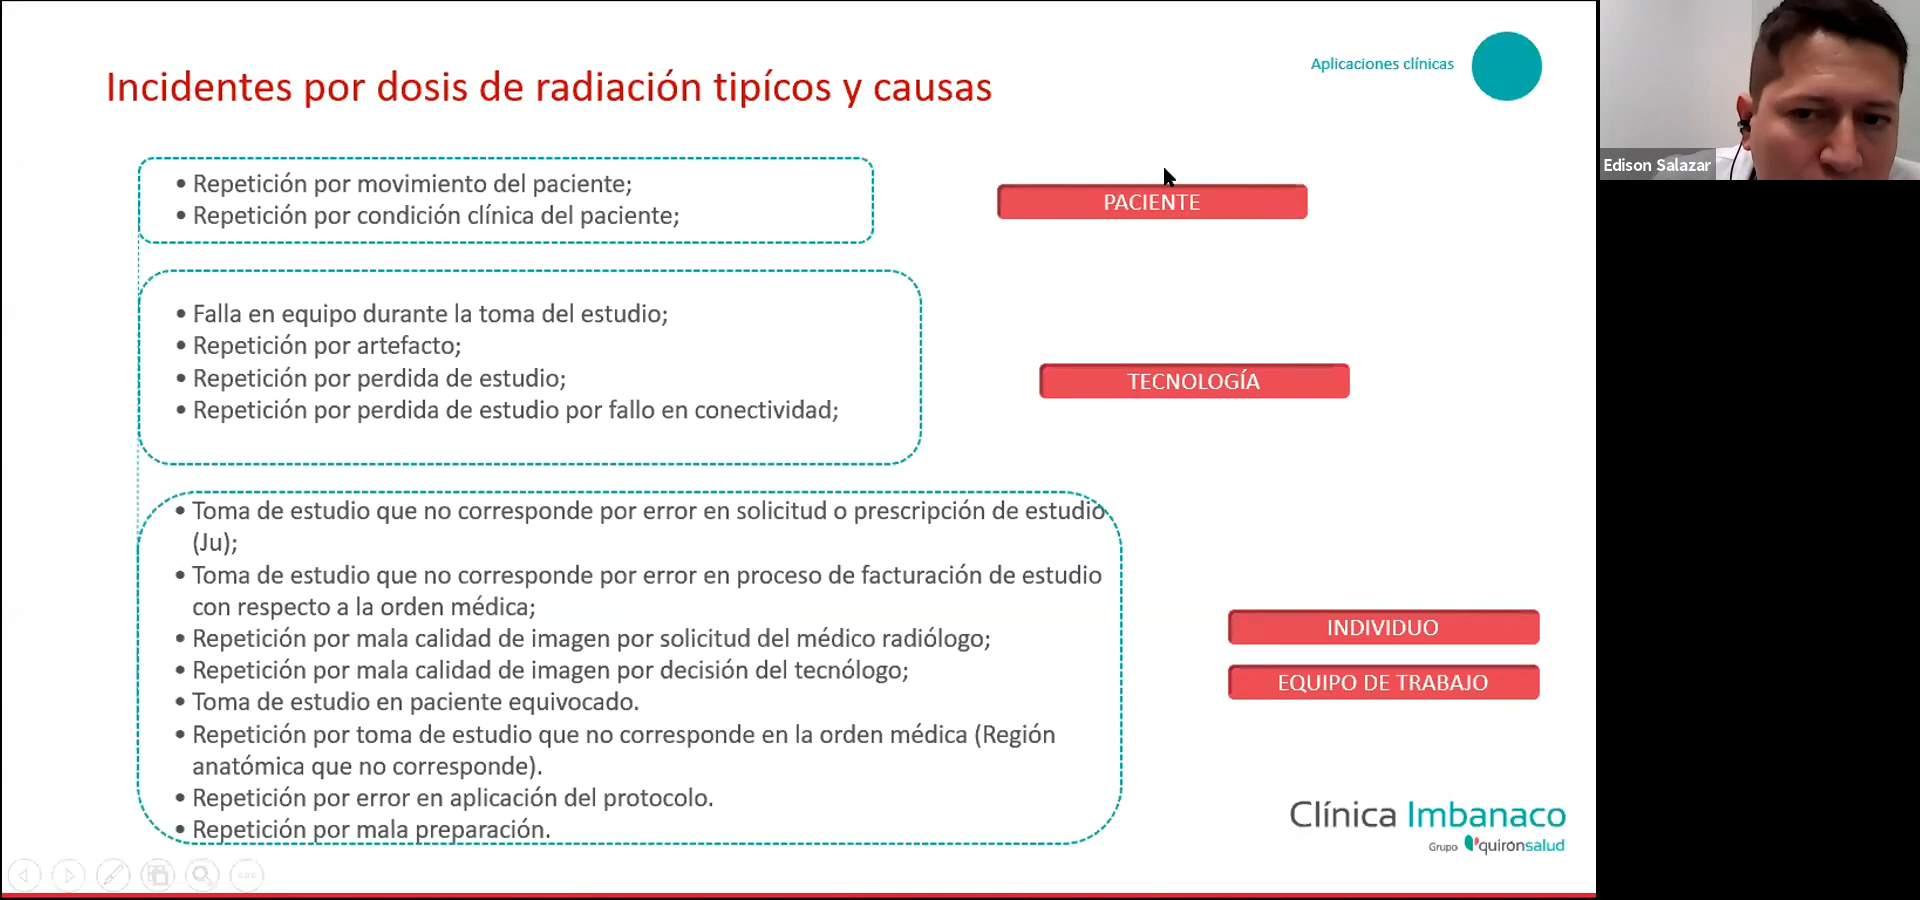 Aplicaciones clínicas
Incidentes por dosis de radiación tipícos y causas
• Repetición por movimiento del paciente;
• Repetición por condición clínica del paciente;
PACIENTE
• Falla en equipo durante la toma del estudio;
• Repetición por artefacto;
• Repetición por perdida de estudio;
• Repetición por perdida de estudio por fallo en conectividad;
TECNOLOGÍA
• Toma de estudio que no corresponde por error en solicitud o prescripción de estudio
(Ju);
• Toma de estudio que no corresponde por error en proceso de facturación de estudio
con respecto a la orden médica;
• Repetición por mala calidad de imagen por solicitud del médico radiólogo;
• Repetición por mala calidad de imagen por decisión del tecnólogo;
• Toma de estudio en paciente equivocado.
• Repetición por toma de estudio que no corresponde en la orden médica (Región
anatómica que no corresponde).
• Repetición por error en aplicación del protocolo.
• Repetición por mala preparación.
INDIVIDUO
EQUIPO DE TRABAJO
Clínica Imbanaco
Grupo quirónsalud
Edison Salazar